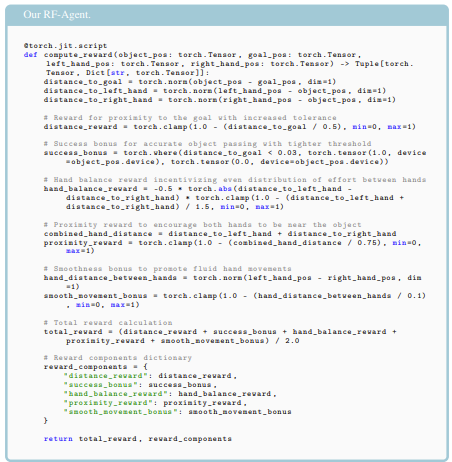 Our RF-Agent.
@torch.jit.script
def compute_reward(object_pos: torch.Tensor, goal_pos: torch.Tensor,
left_hand_pos: torch.Tensor, right_hand_pos: torch.Tensor) -> Tuple[torch.
Tensor, Dict[str, torch.Tensor]]:
distance_to_goal = torch.norm(object_pos - goal_pos, dim=1)
distance_to_left_hand = torch.norm(left_hand_pos - object_pos, dim=1)
distance_to_right_hand = torch.norm(right_hand_pos - object_pos, dim=1)
# Reward for proximity to the goal with increased tolerance
distance_reward = torch.clamp(1.0 - (distance_to_goal / 0.5), min=0, max=1)
# Success bonus for accurate object passing with tighter threshold
success_bonus = torch.where(distance_to_goal < 0.03, torch.tensor(1.0, device
=object_pos.device), torch.tensor(0.0, device=object_pos.device))
# Hand balance reward incentivizing even distribution of effort between hands
hand_balance_reward = -0.5 * torch.abs(distance_to_left_hand -
distance_to_right_hand) * torch.clamp(1.0 - (distance_to_left_hand +
distance_to_right_hand) / 1.5, min=0, max=1)
# Proximity reward to encourage both hands to be near the object
combined_hand_distance = distance_to_left_hand + distance_to_right_hand
proximity_reward = torch.clamp(1.0 - (combined_hand_distance / 0.75), min=0,
max=1)
# Smoothness bonus to promote fluid hand movements
hand_distance_between_hands = torch.norm(left_hand_pos - right_hand_pos, dim
=1)
smooth_movement_bonus = torch.clamp(1.0 - (hand_distance_between_hands / 0.1)
, min=0, max=1)
# Total reward calculation
total_reward = (distance_reward + success_bonus + hand_balance_reward +
proximity_reward + smooth_movement_bonus) / 2.0
# Reward components dictionary
reward_components = {
"distance_reward": distance_reward,
"success_bonus": success_bonus,
"hand_balance_reward": hand_balance_reward,
"proximity_reward": proximity_reward,
"smooth_movement_bonus": smooth_movement_bonus
}
return total_reward, reward_components